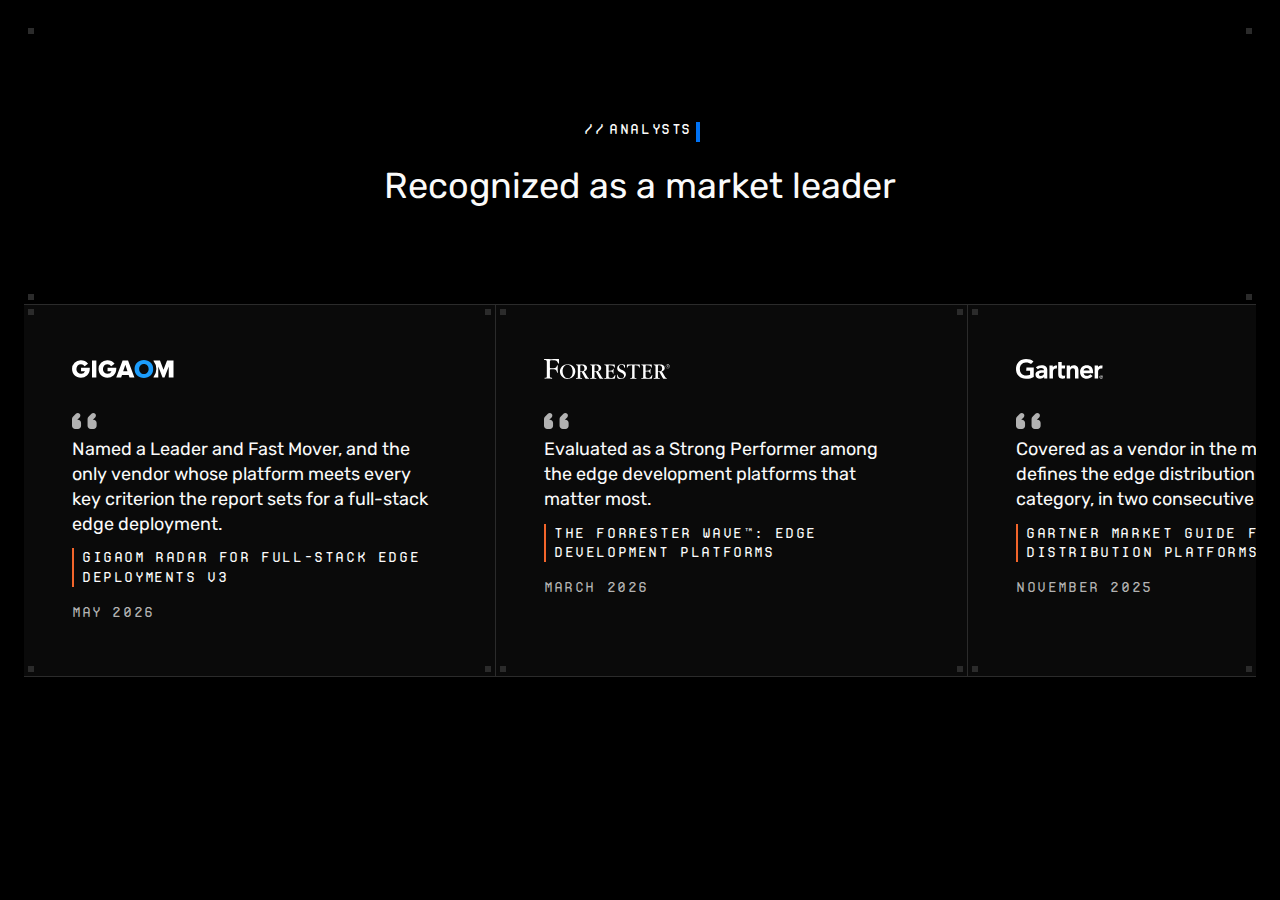 // ANALYSTS
Recognized as a market leader
GIGAOM
Named a Leader and Fast Mover, and the
only vendor whose platform meets every
key criterion the report sets for a full-stack
edge deployment.
GIGAOM RADAR FOR FULL-STACK EDGE
DEPLOYMENTS V3
MAY 2026
FORRESTER®
Evaluated as a Strong Performer among
the edge development platforms that
matter most.
THE FORRESTER WAVE™: EDGE
DEVELOPMENT PLATFORMS
MARCH 2026
Gartner
Covered as a vendor in the m
defines the edge distribution
category, in two consecutive
GARTNER MARKET GUIDE F
DISTRIBUTION PLATFORMS
NOVEMBER 2025